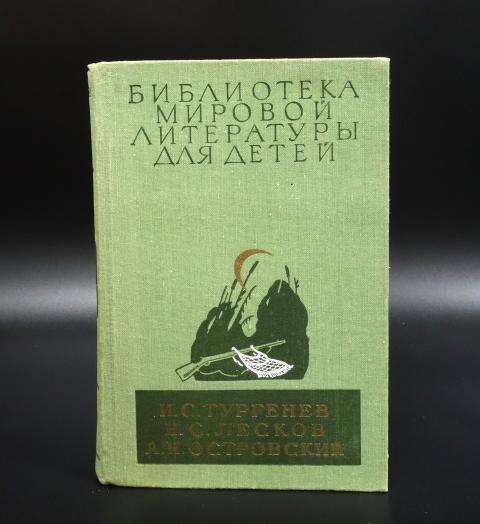 БИБЛИОТЕКА
МИРОВОЙ
ЛИТЕРАТУРЫ
ДЛЯ ДЕТЕЙ
И.С.ТУРГЕНЕВ
Н.С.ЛЕСКОВ
А.Н.ОСТРОВСКИЙ